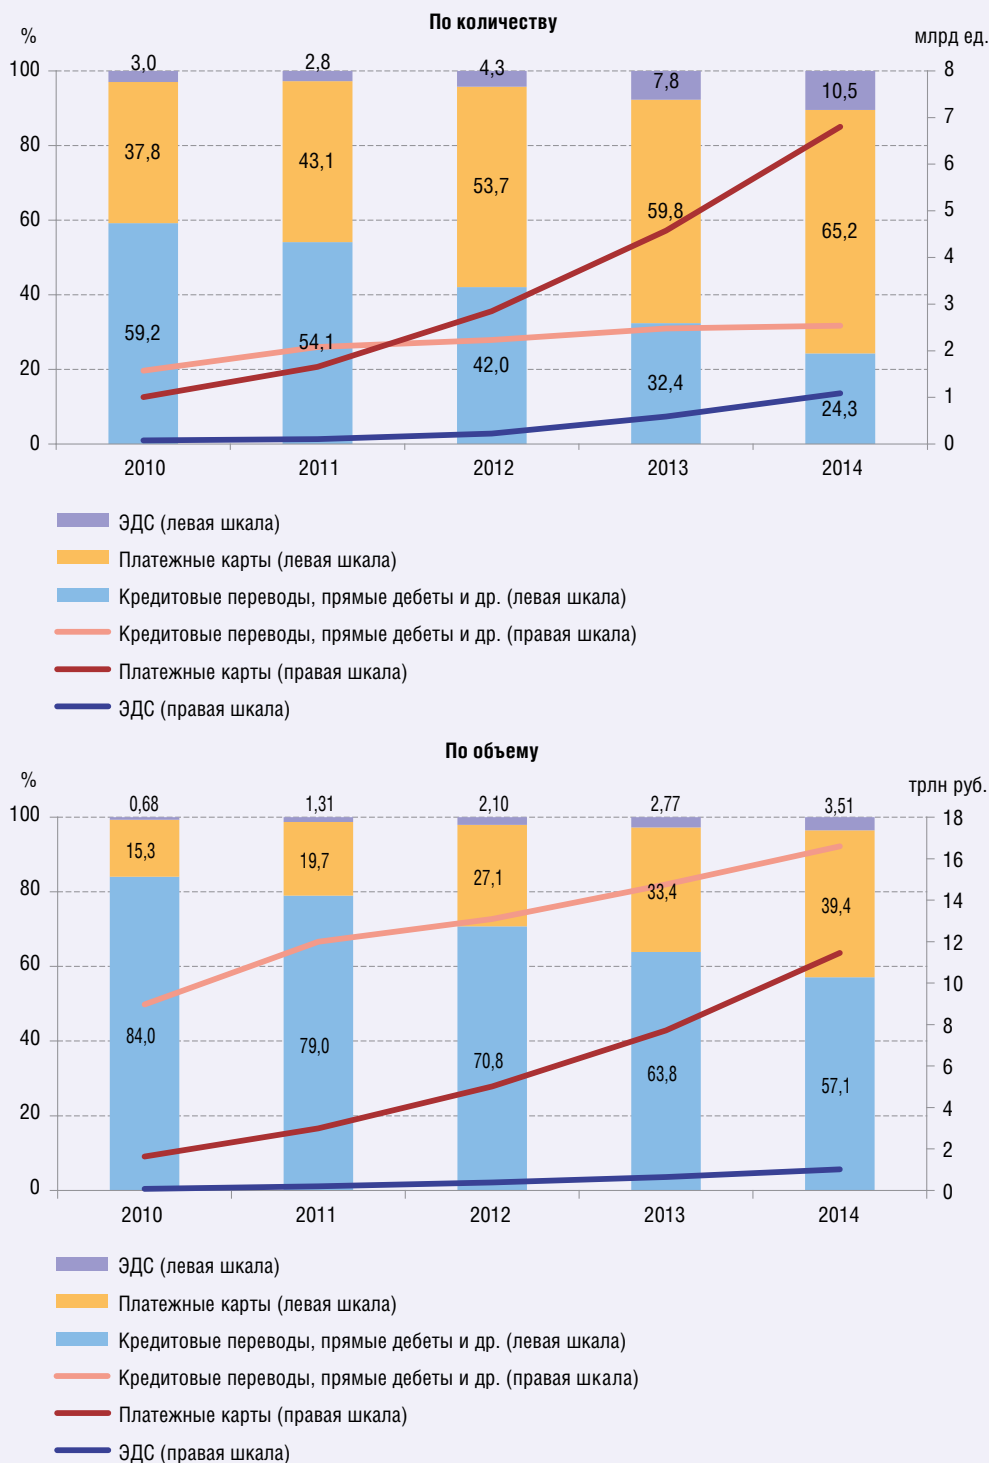 По количеству
% млрд ед.
3,0 2,8 4,3 7,8 10,5
37,8 43,1 53,7 59,8 65,2
59,2 54,1 42,0 32,4 24,3
100
80
60
40
20
0
8
7
6
5
4
3
2
1
0
2010 2011 2012 2013 2014
ЭДС (левая шкала)
Платежные карты (левая шкала)
Кредитовые переводы, прямые дебеты и др. (левая шкала)
Кредитовые переводы, прямые дебеты и др. (правая шкала)
Платежные карты (правая шкала)
ЭДС (правая шкала)
По объему
% трлн руб.
0,68 1,31 2,10 2,77 3,51
15,3 19,7 27,1 33,4 39,4
84,0 79,0 70,8 63,8 57,1
100
80
60
40
20
0
18
16
14
12
10
8
6
4
2
0
2010 2011 2012 2013 2014
ЭДС (левая шкала)
Платежные карты (левая шкала)
Кредитовые переводы, прямые дебеты и др. (левая шкала)
Кредитовые переводы, прямые дебеты и др. (правая шкала)
Платежные карты (правая шкала)
ЭДС (правая шкала)